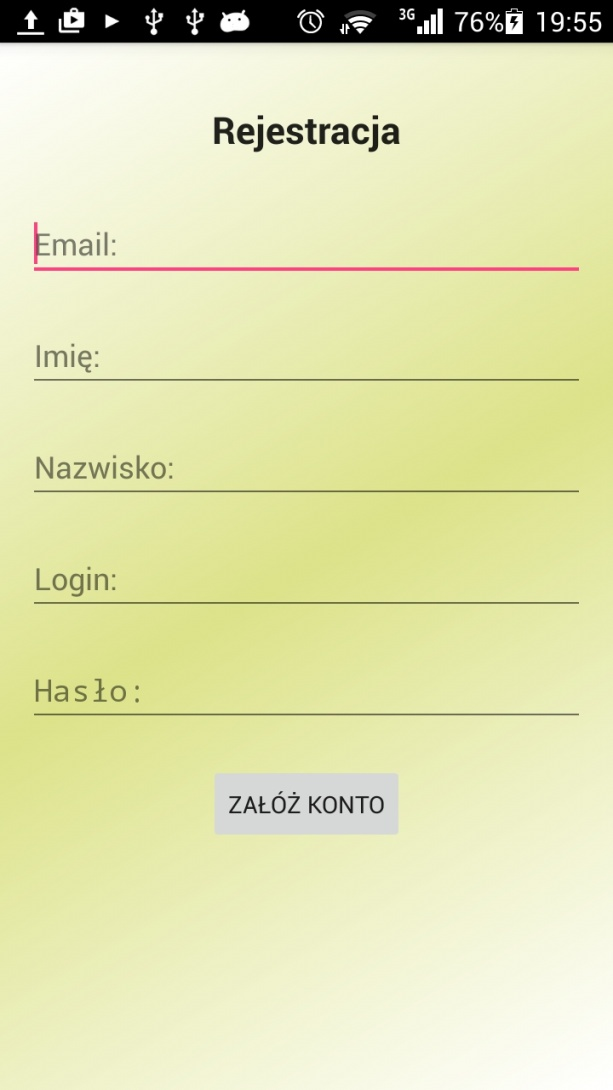 3G 76% 19:55
Rejestracja
Email:
Imię:
Nazwisko:
Login:
Hasło:
ZAŁÓŻ KONTO